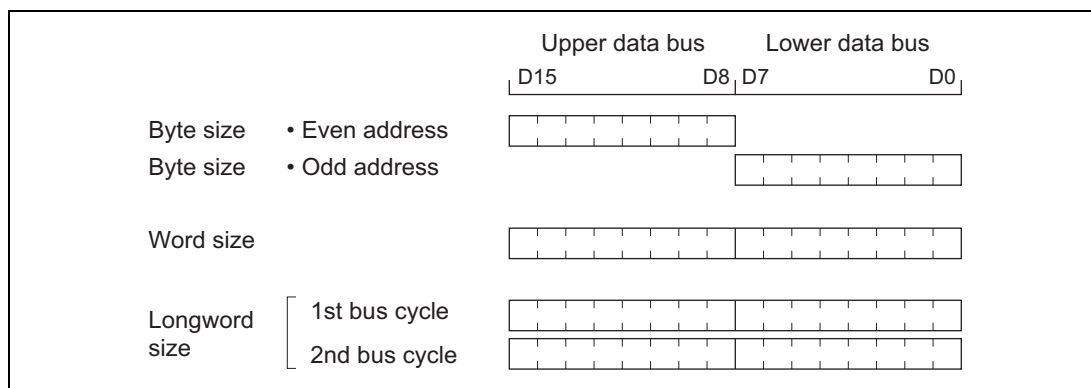 Upper data bus Lower data bus
D15 D8 D7 D0
Byte size • Even address
Byte size • Odd address
Word size
Longword size
1st bus cycle
2nd bus cycle